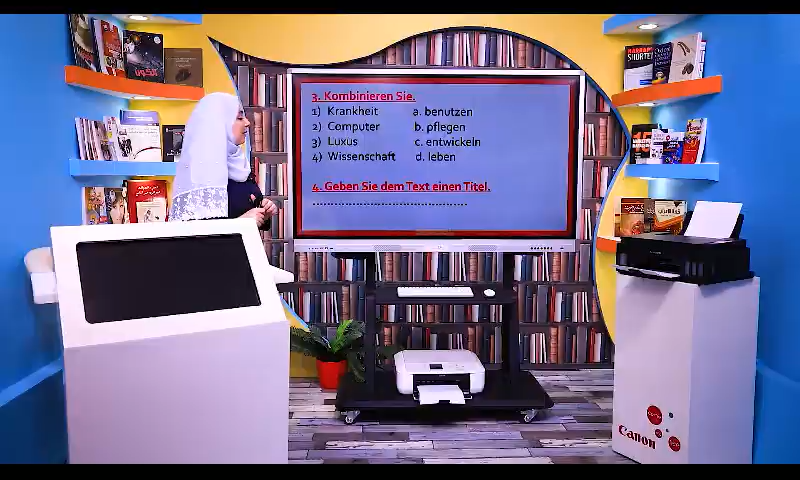 3. Kombinieren Sie.
1) Krankheit a. benutzen
2) Computer b. pflegen
3) Luxus c. entwickeln
4) Wissenschaft d. leben
4. Geben Sie dem Text einen Titel.
Canon